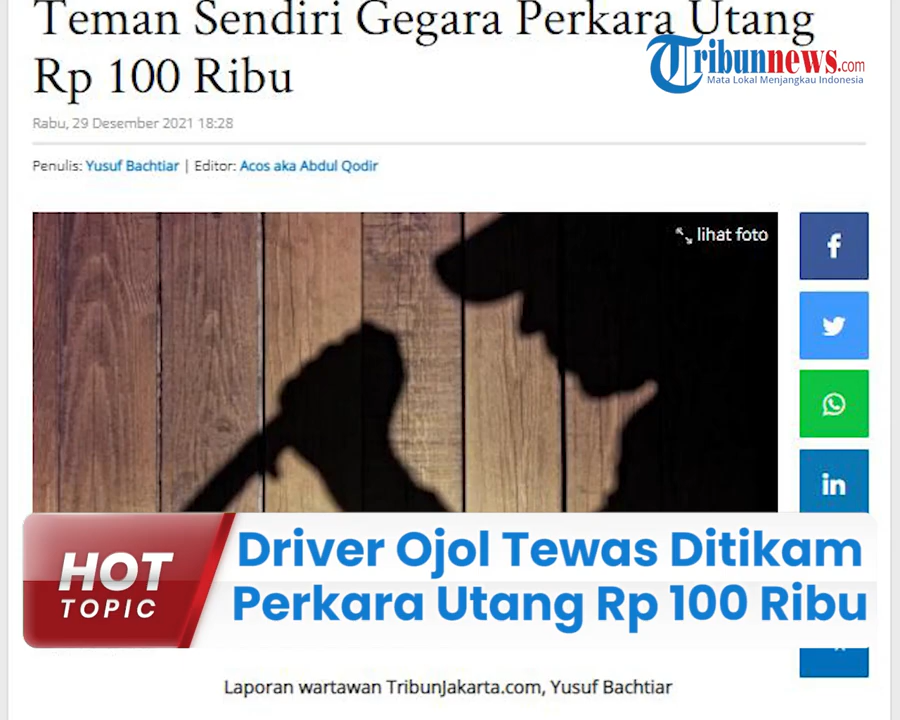 Teman Sendiri Gegara Perkara Utang
Rp 100 Ribu
Tribunnews.com
Mata Lokal Menjangkau Indonesia
Rabu, 29 Desember 2021 18:28
Penulis: Yusuf Bachtiar | Editor: Acos aka Abdul Qodir
lihat foto
f
in
HOT
TOPIC
Driver Ojol Tewas Ditikam
Perkara Utang Rp 100 Ribu
Laporan wartawan TribunJakarta.com, Yusuf Bachtiar